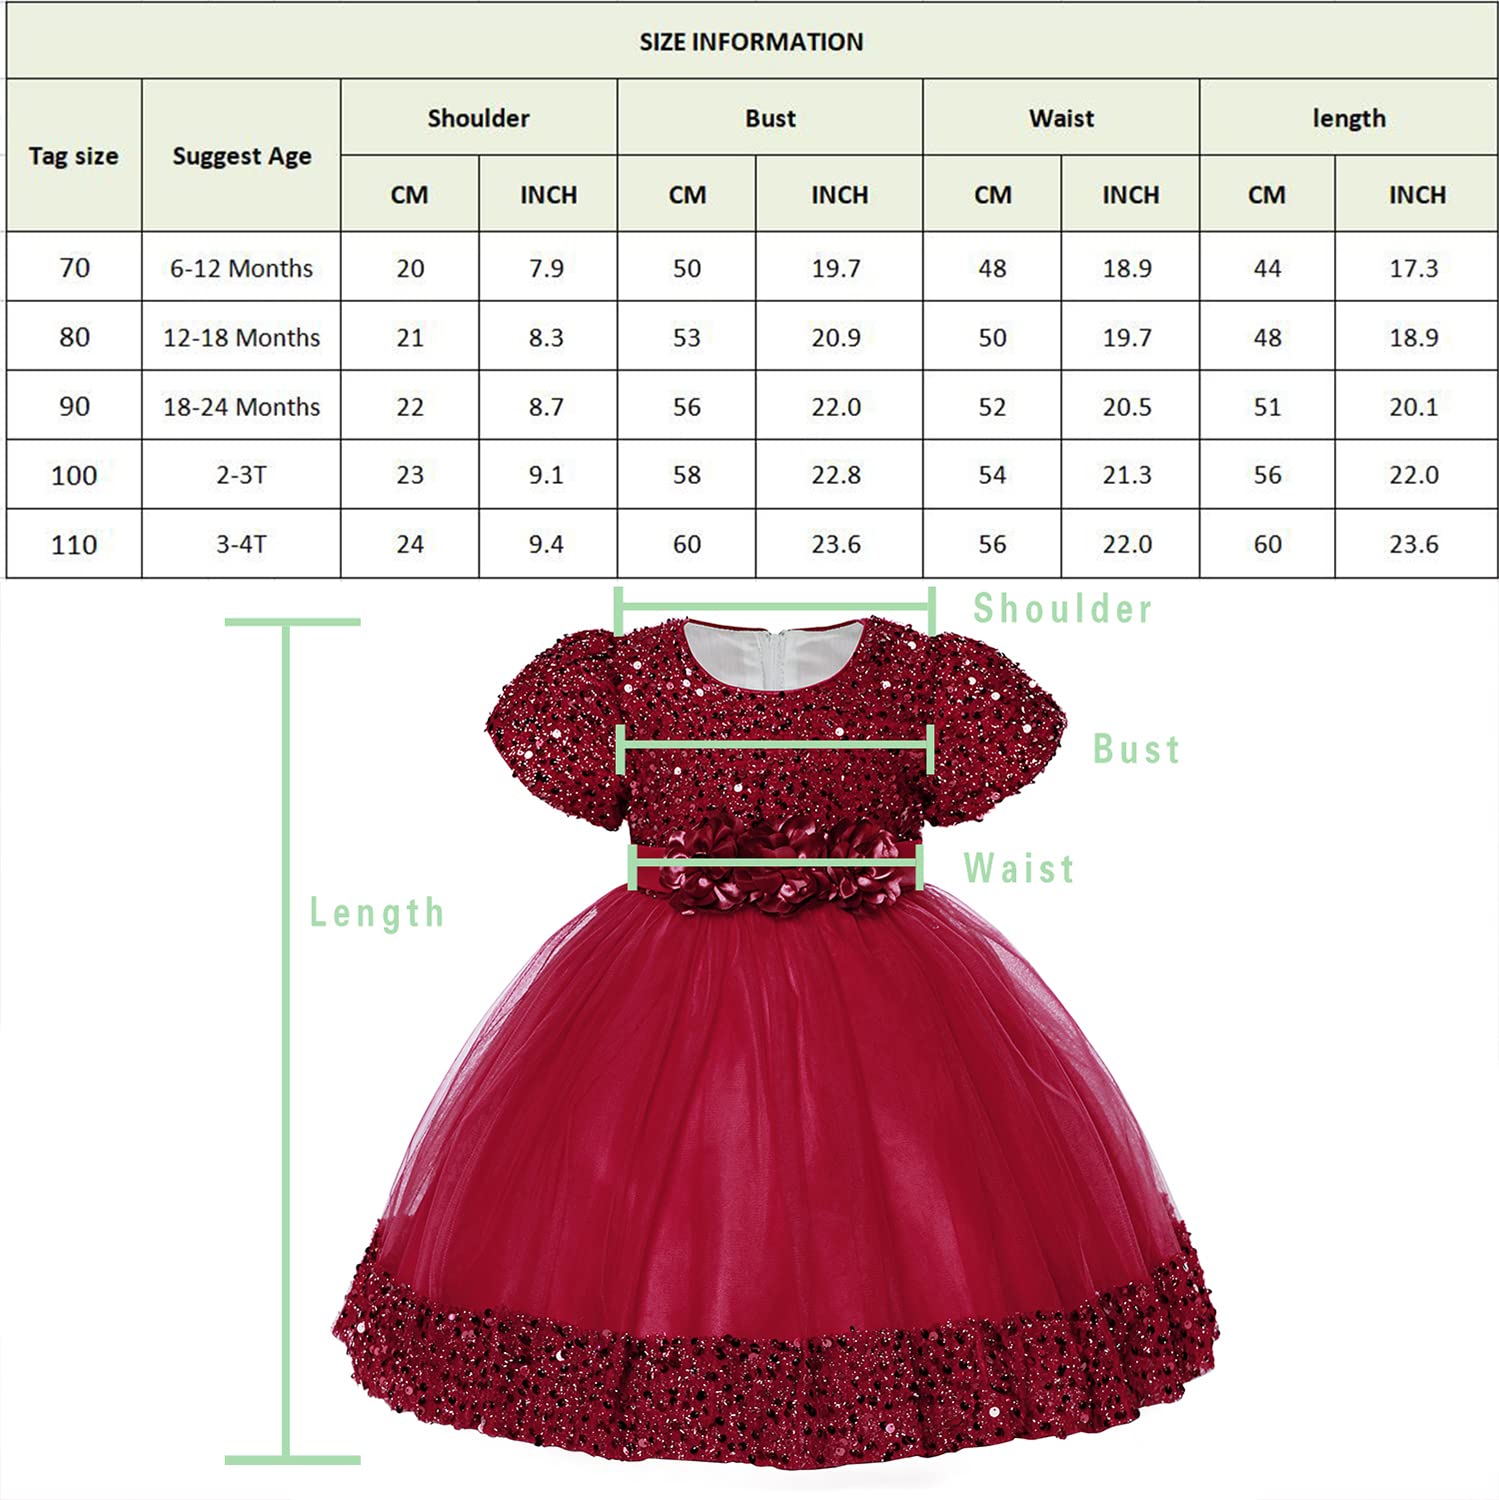 SIZE INFORMATION
Tag size Suggest Age Shoulder Bust Waist length
CM INCH CM INCH CM INCH CM INCH
70 6-12 Months 20 7.9 50 19.7 48 18.9 44 17.3
80 12-18 Months 21 8.3 53 20.9 50 19.7 48 18.9
90 18-24 Months 22 8.7 56 22.0 52 20.5 51 20.1
100 2-3T 23 9.1 58 22.8 54 21.3 56 22.0
110 3-4T 24 9.4 60 23.6 56 22.0 60 23.6
Shoulder
Bust
Waist
Length